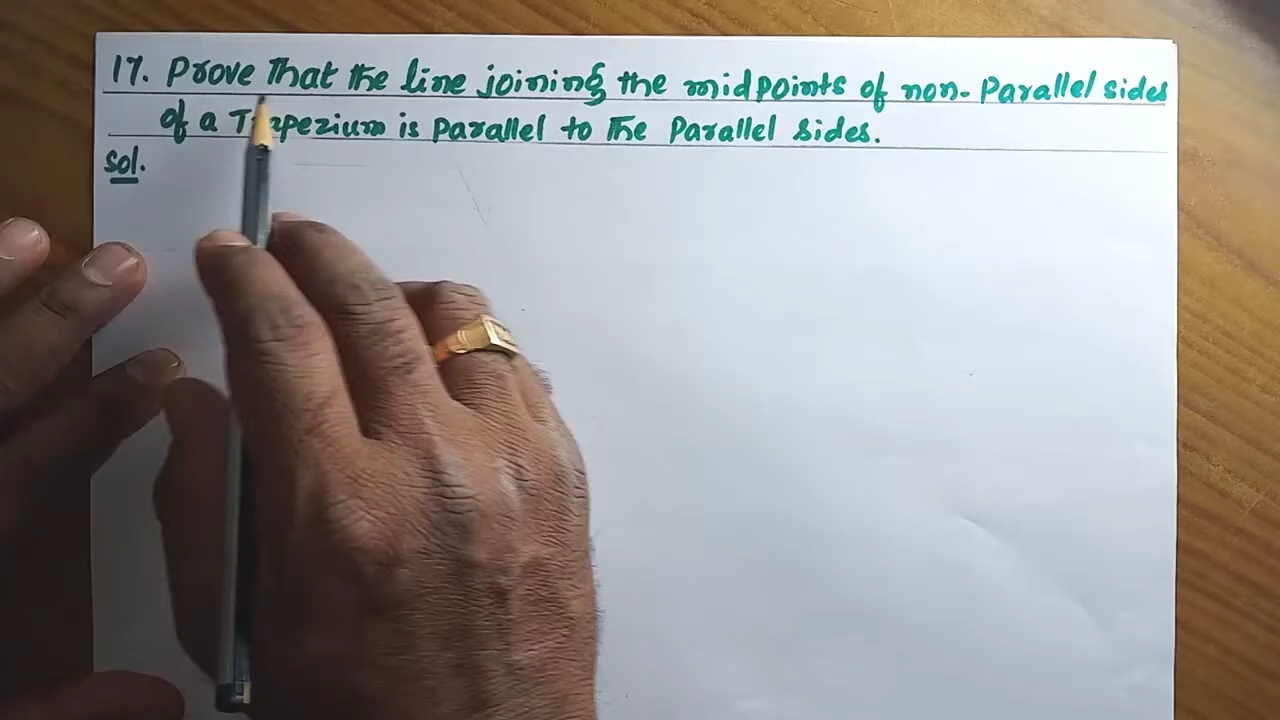 17. Prove that the line joining the midpoints of non-parallel sides
of a Trapezium is parallel to the parallel sides.
Sol.